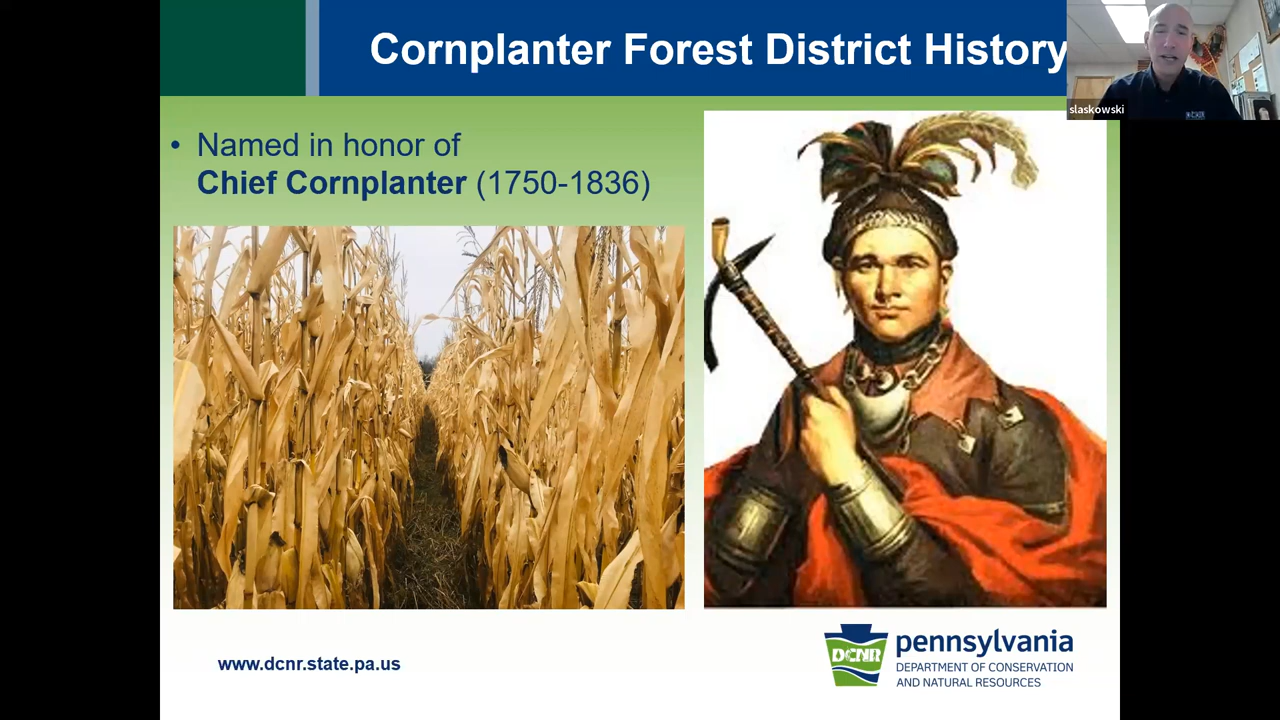 Cornplanter Forest District History
slaskowski
• Named in honor of
Chief Cornplanter (1750-1836)
www.dcnr.state.pa.us
DCNR
pennsylvania
DEPARTMENT OF CONSERVATION
AND NATURAL RESOURCES